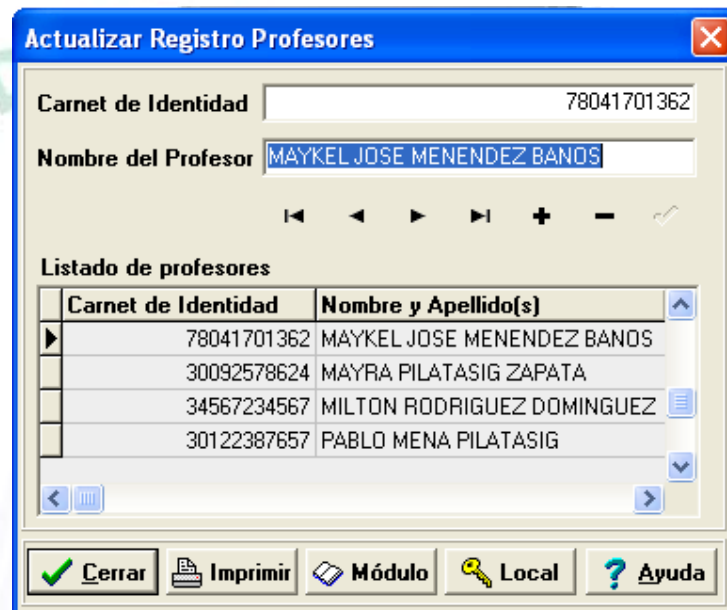 Actualizar Registro Profesores
Carnet de Identidad 78041701362
Nombre del Profesor MAYKEL JOSE MENENDEZ BANOS
Listado de profesores
Carnet de Identidad Nombre y Apellido(s)
78041701362 MAYKEL JOSE MENENDEZ BANOS
30092578624 MAYRA PILATASIG ZAPATA
34567234567 MILTON RODRIGUEZ DOMINGUEZ
30122387657 PABLO MENA PILATASIG
Cerrar Imprimir Módulo Local Ayuda